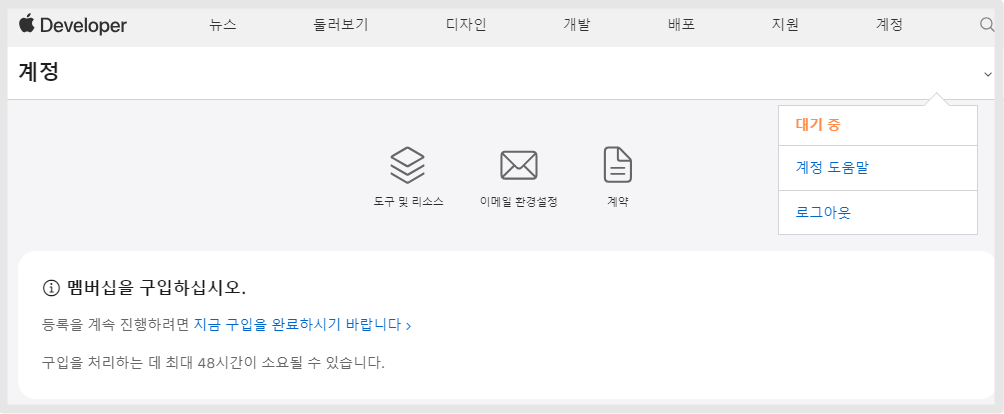 Developer
뉴스
둘러보기
디자인
개발
배포
지원
계정
계정
대기 중
계정 도움말
로그아웃
도구 및 리소스
이메일 환경설정
계약
멤버십을 구입하십시오.
등록을 계속 진행하려면 지금 구입을 완료하시기 바랍니다 ›
구입을 처리하는 데 최대 48시간이 소요될 수 있습니다.